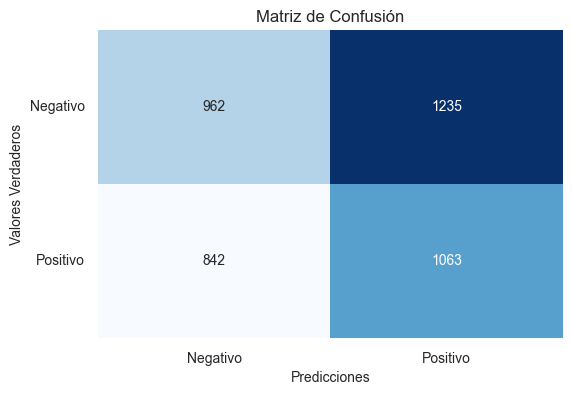 Matriz de Confusión
Valores Verdaderos
Negativo
962
1235
Positivo
842
1063
Negativo
Positivo
Predicciones